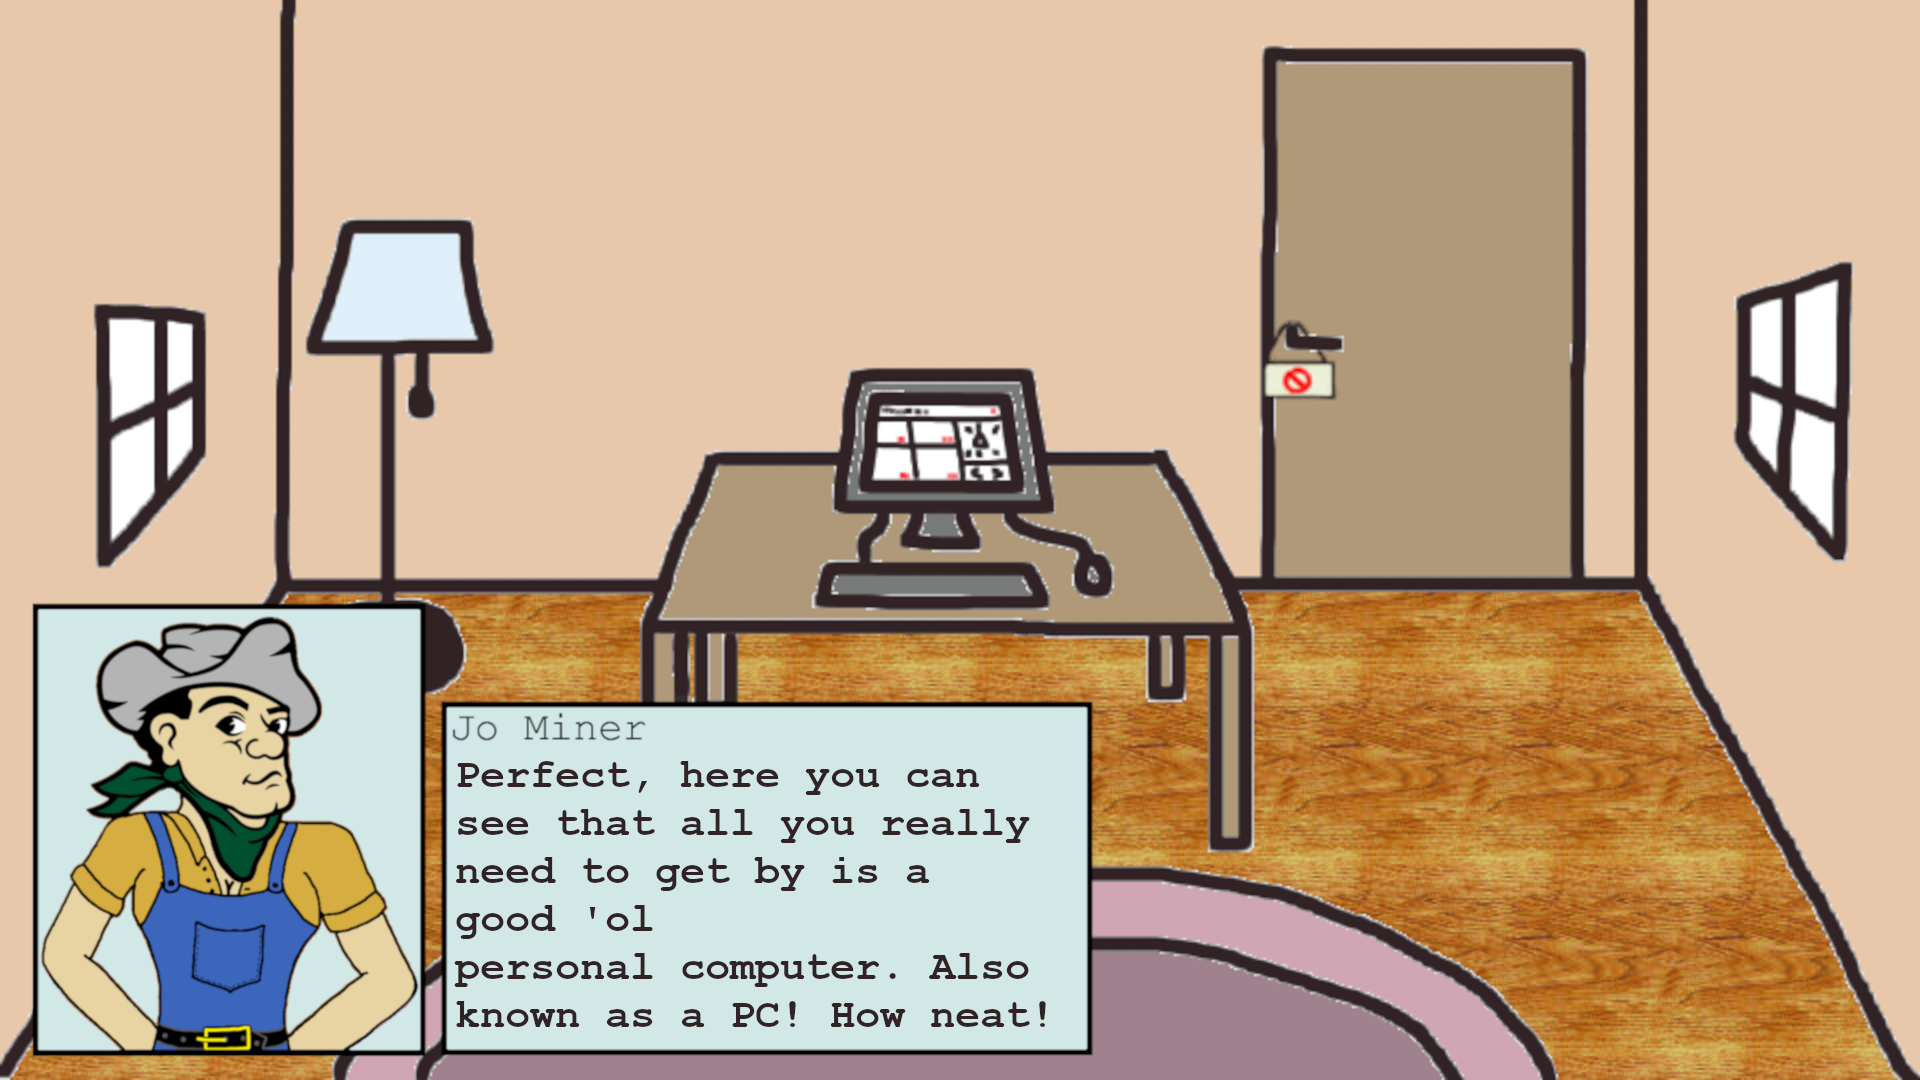 Jo Miner
Perfect, here you can
see that all you really
need to get by is a
good 'ol
personal computer. Also
known as a PC! How neat!